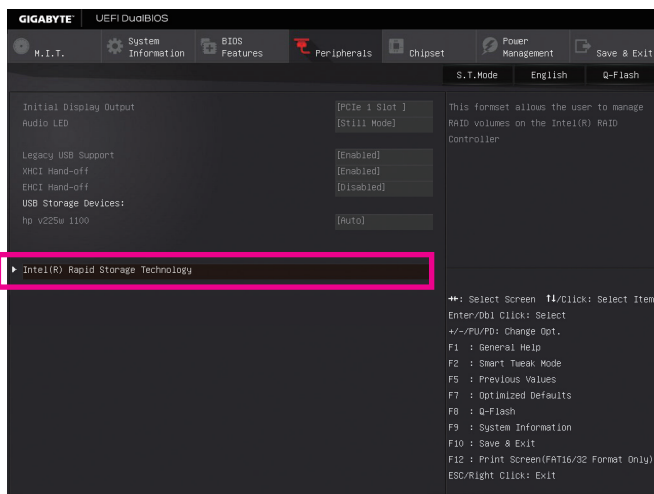 GIGABYTE™ UEFI DualBIOS
M.I.T. System Information BIOS Features Peripherals Chipset Power Management Save & Exit
S.T.Mode English Q-Flash
Initial Display Output [PCIe 1 Slot ]
Audio LED [Still Mode]
Legacy USB Support [Enabled]
XHCI Hand-off [Enabled]
EHCI Hand-off [Disabled]
USB Storage Devices:
hp v225w 1100 [Auto]
Intel(R) Rapid Storage Technology
This formset allows the user to manage
RAID volumes on the Intel(R) RAID
Controller
→←: Select Screen ↑↓/Click: Select Item
Enter/Dbl Click: Select
+/-/PU/PD: Change Opt.
F1 : General Help
F2 : Smart Tweak Mode
F5 : Previous Values
F7 : Optimized Defaults
F8 : Q-Flash
F9 : System Information
F10 : Save & Exit
F12 : Print Screen(FAT16/32 Format Only)
ESC/Right Click: Exit